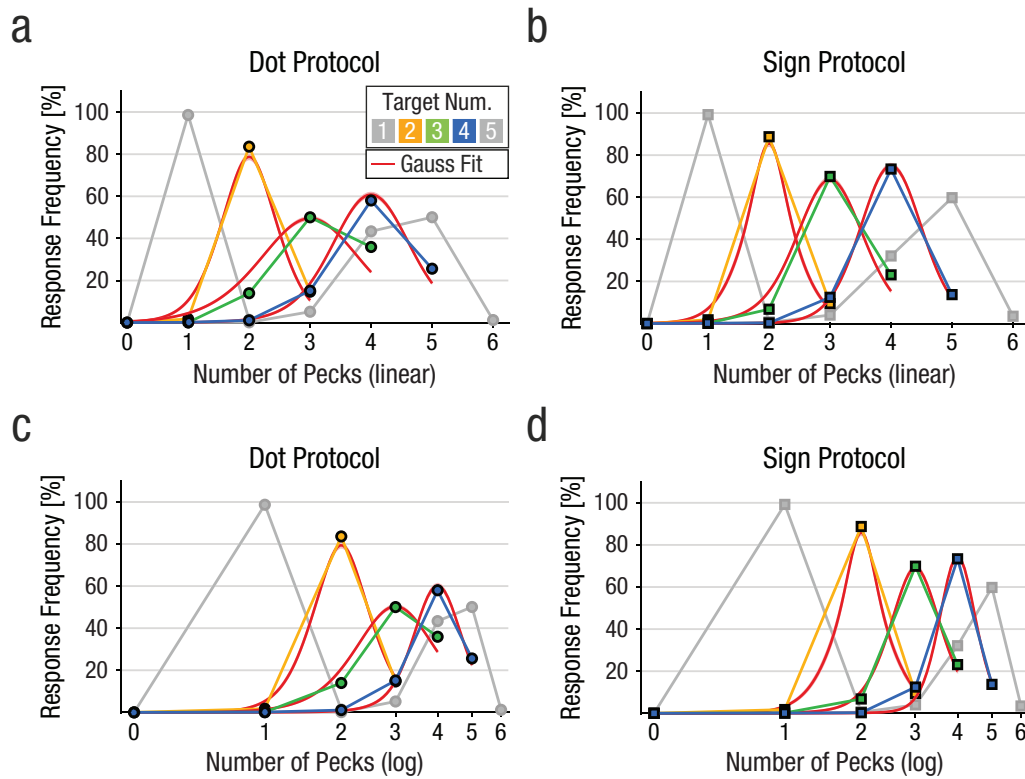 a
Dot Protocol
Response Frequency [%]
100
80
60
40
20
Target Num.
1 2 3 4 5
Gauss Fit
0 1 2 3 4 5 6
Number of Pecks (linear)
b
Sign Protocol
Response Frequency [%]
100
80
60
40
20
0 1 2 3 4 5 6
Number of Pecks (linear)
c
Dot Protocol
Response Frequency [%]
100
80
60
40
20
0 1 2 3 4 5 6
Number of Pecks (log)
d
Sign Protocol
Response Frequency [%]
100
80
60
40
20
0 1 2 3 4 5 6
Number of Pecks (log)